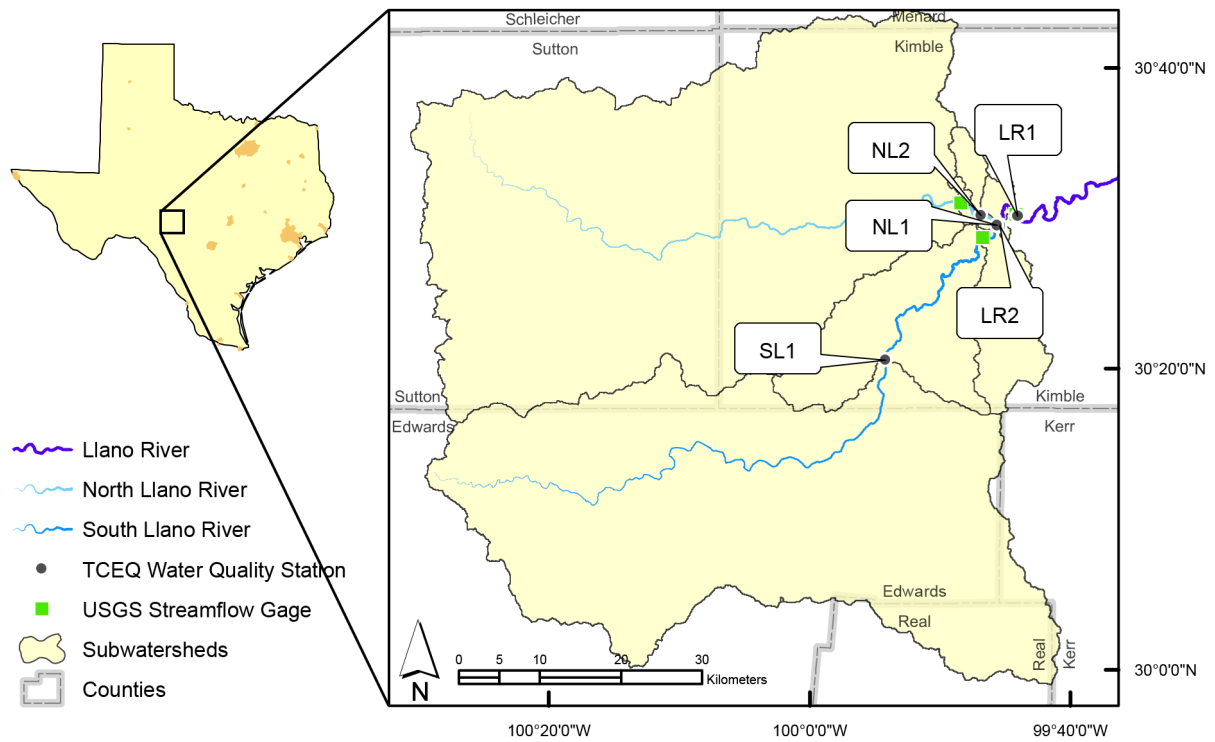 Schleicher
Menard
Sutton
Kimble
30°40'0"N
LR1
NL2
NL1
LR2
SL1
30°20'0"N
Sutton
Kimble
Edwards
Kerr
Llano River
North Llano River
South Llano River
TCEQ Water Quality Station
USGS Streamflow Gage
Subwatersheds
Counties
Edwards
Real
Real
Kerr
N
0 5 10 20 30
Kilometers
30°0'0"N
100°20'0"W 100°0'0"W 99°40'0"W